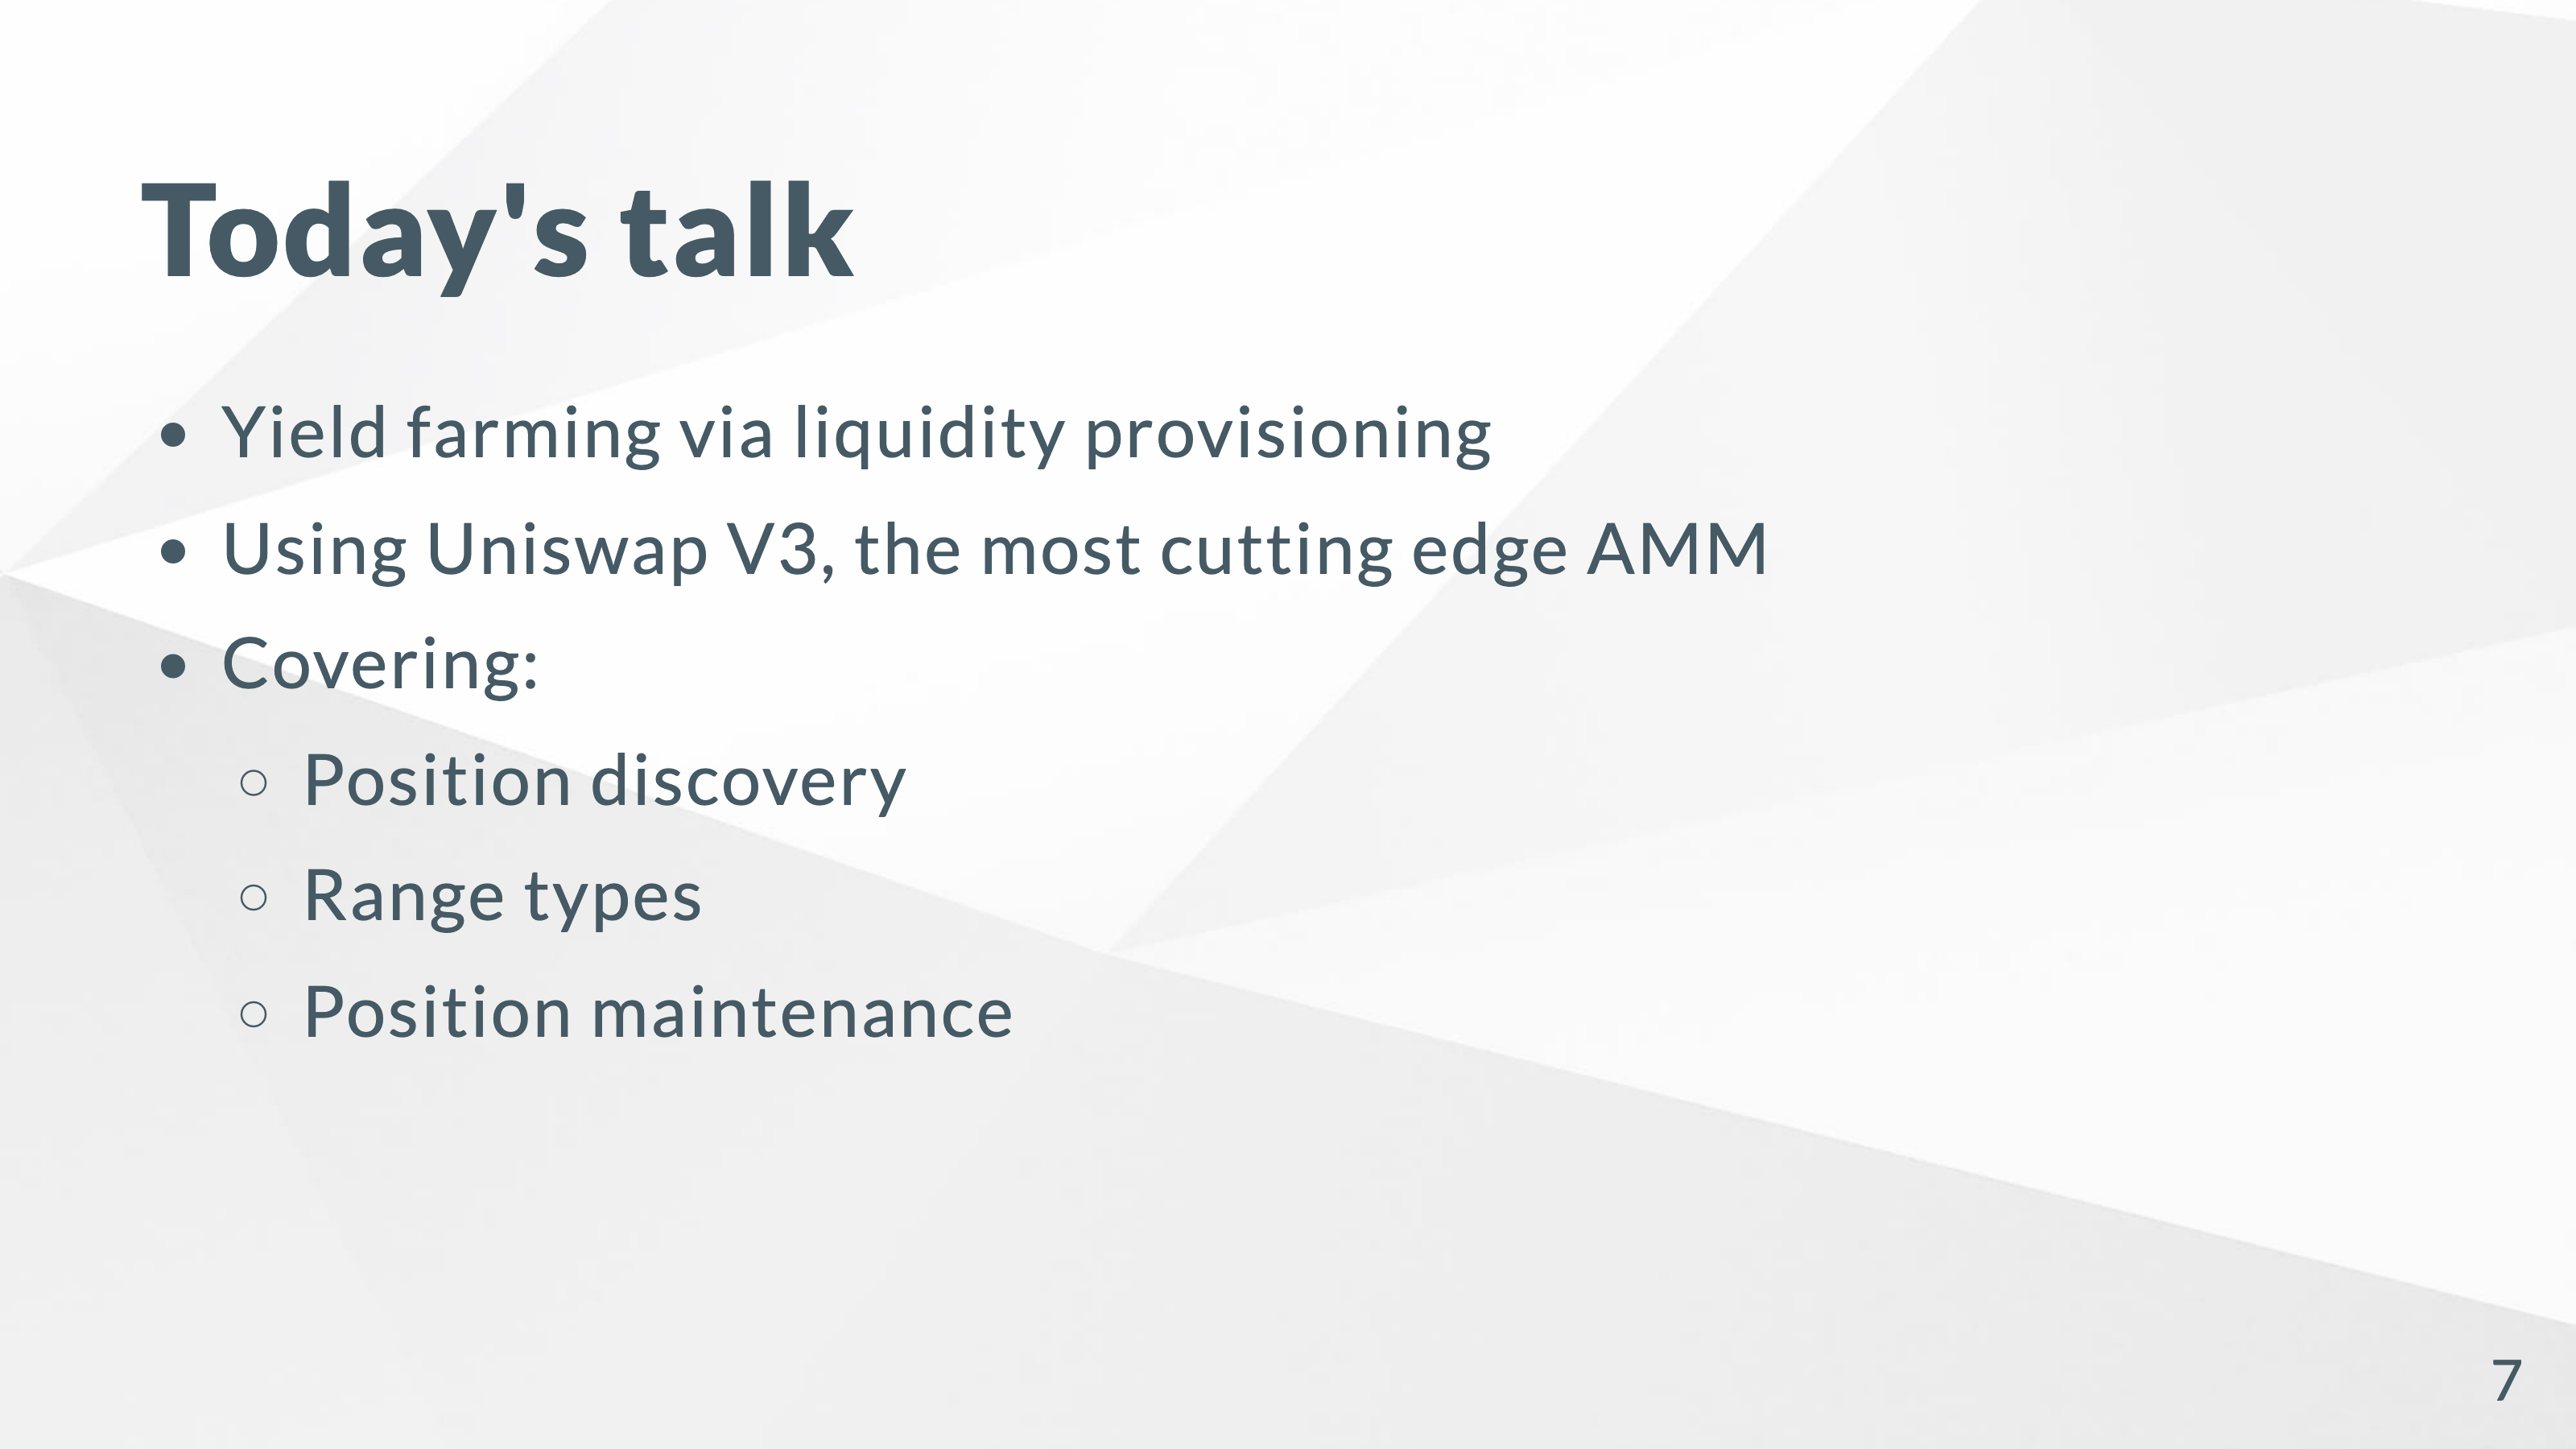 Today's talk
• Yield farming via liquidity provisioning
• Using Uniswap V3, the most cutting edge AMM
• Covering:
○ Position discovery
○ Range types
○ Position maintenance
7